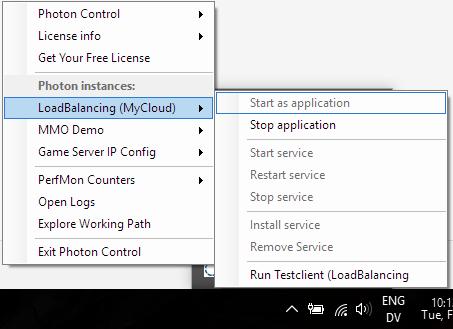 Photon Control
License info
Get Your Free License
Photon instances:
LoadBalancing (MyCloud)
MMO Demo
Game Server IP Config
PerfMon Counters
Open Logs
Explore Working Path
Exit Photon Control
Start as application
Stop application
Start service
Restart service
Stop service
Install service
Remove Service
Run Testclient (LoadBalancing
ENG
DV
10:1
Tue, F